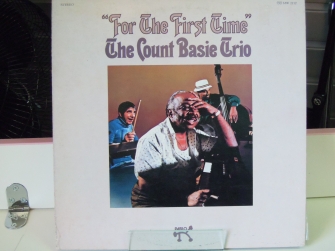 "For The First Time"
The Count Basie Trio